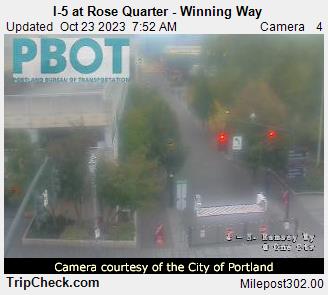 I-5 at Rose Quarter - Winning Way
Updated Oct 23 2023 7:52 AM Camera 4
PBOT
PORTLAND BUREAU OF TRANSPORTATION
Camera courtesy of the City of Portland
TripCheck.com Milepost302.00